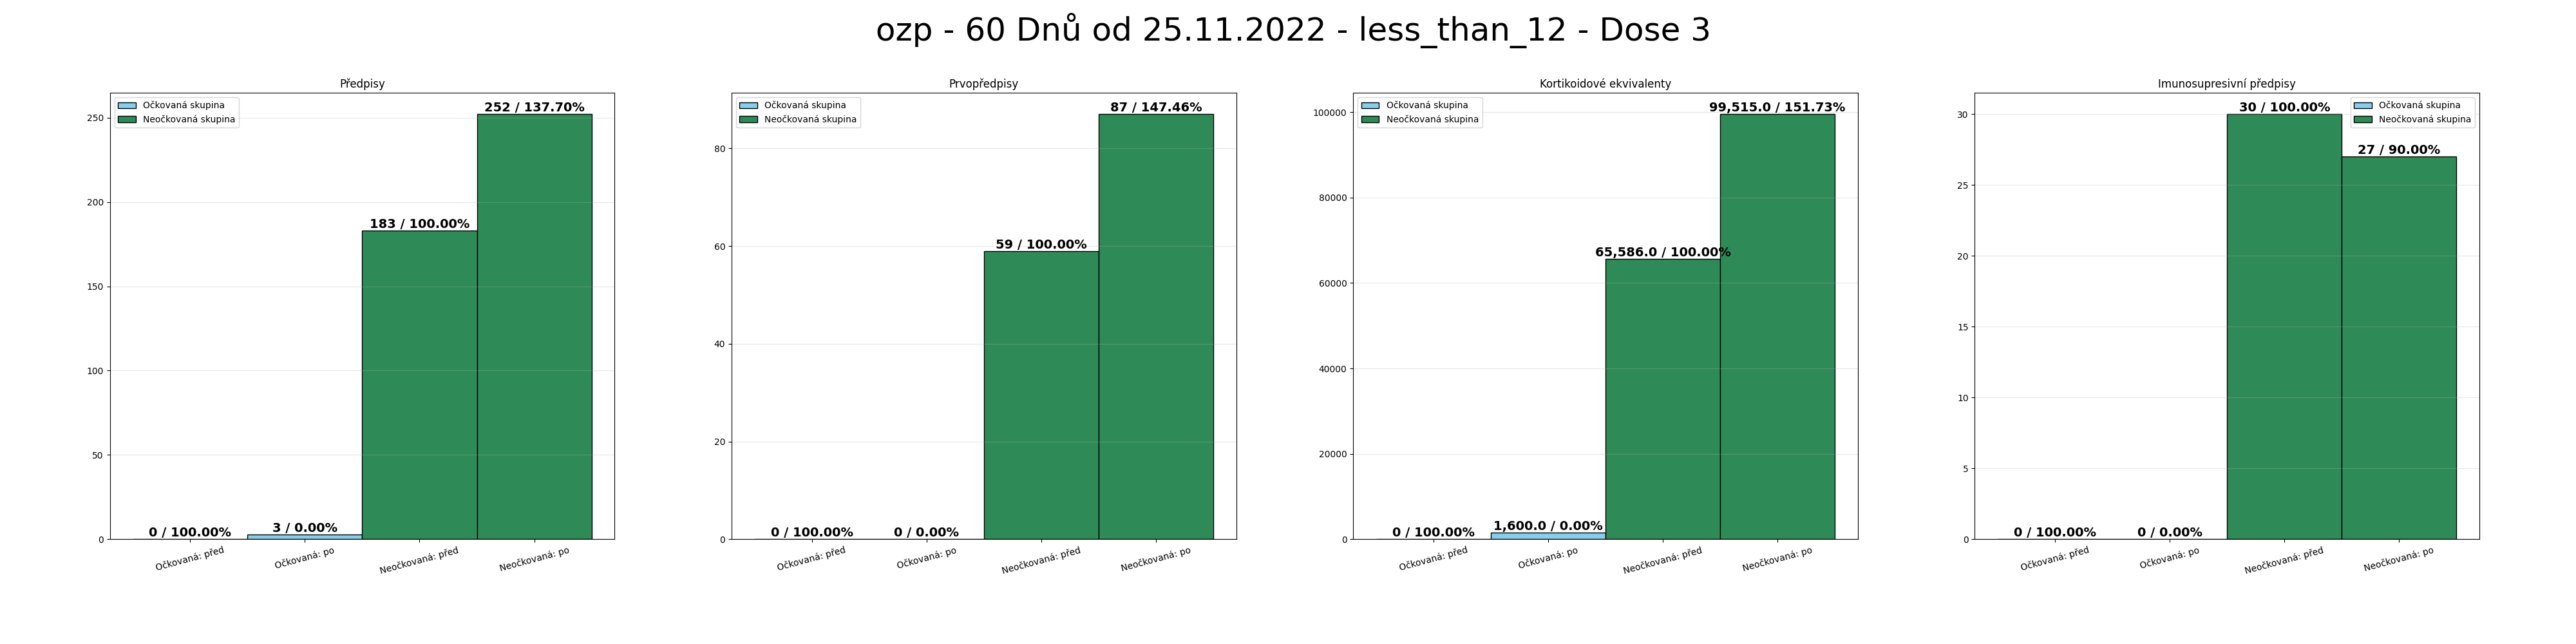 ozp - 60 Dnů od 25.11.2022 - less_than_12 - Dose 3
Předpisy
Očkovaná skupina
Neočkovaná skupina
252 / 137.70%
183 / 100.00%
3 / 0.00%
0 / 100.00%
250
200
150
100
50
0
Očkovaná: před
Očkovaná: po
Neočkovaná: před
Neočkovaná: po
Prvopředpisy
Očkovaná skupina
Neočkovaná skupina
87 / 147.46%
59 / 100.00%
0 / 100.00%
0 / 0.00%
80
60
40
20
0
Očkovaná: před
Očkovaná: po
Neočkovaná: před
Neočkovaná: po
Kortikoidové ekvivalenty
Očkovaná skupina
Neočkovaná skupina
99,515.0 / 151.73%
65,586.0 / 100.00%
1,600.0 / 0.00%
0 / 100.00%
100000
80000
60000
40000
20000
0
Očkovaná: před
Očkovaná: po
Neočkovaná: před
Neočkovaná: po
Imunosupresivní předpisy
Očkovaná skupina
Neočkovaná skupina
30 / 100.00%
27 / 90.00%
0 / 100.00%
0 / 0.00%
30
25
20
15
10
5
0
Očkovaná: před
Očkovaná: po
Neočkovaná: před
Neočkovaná: po